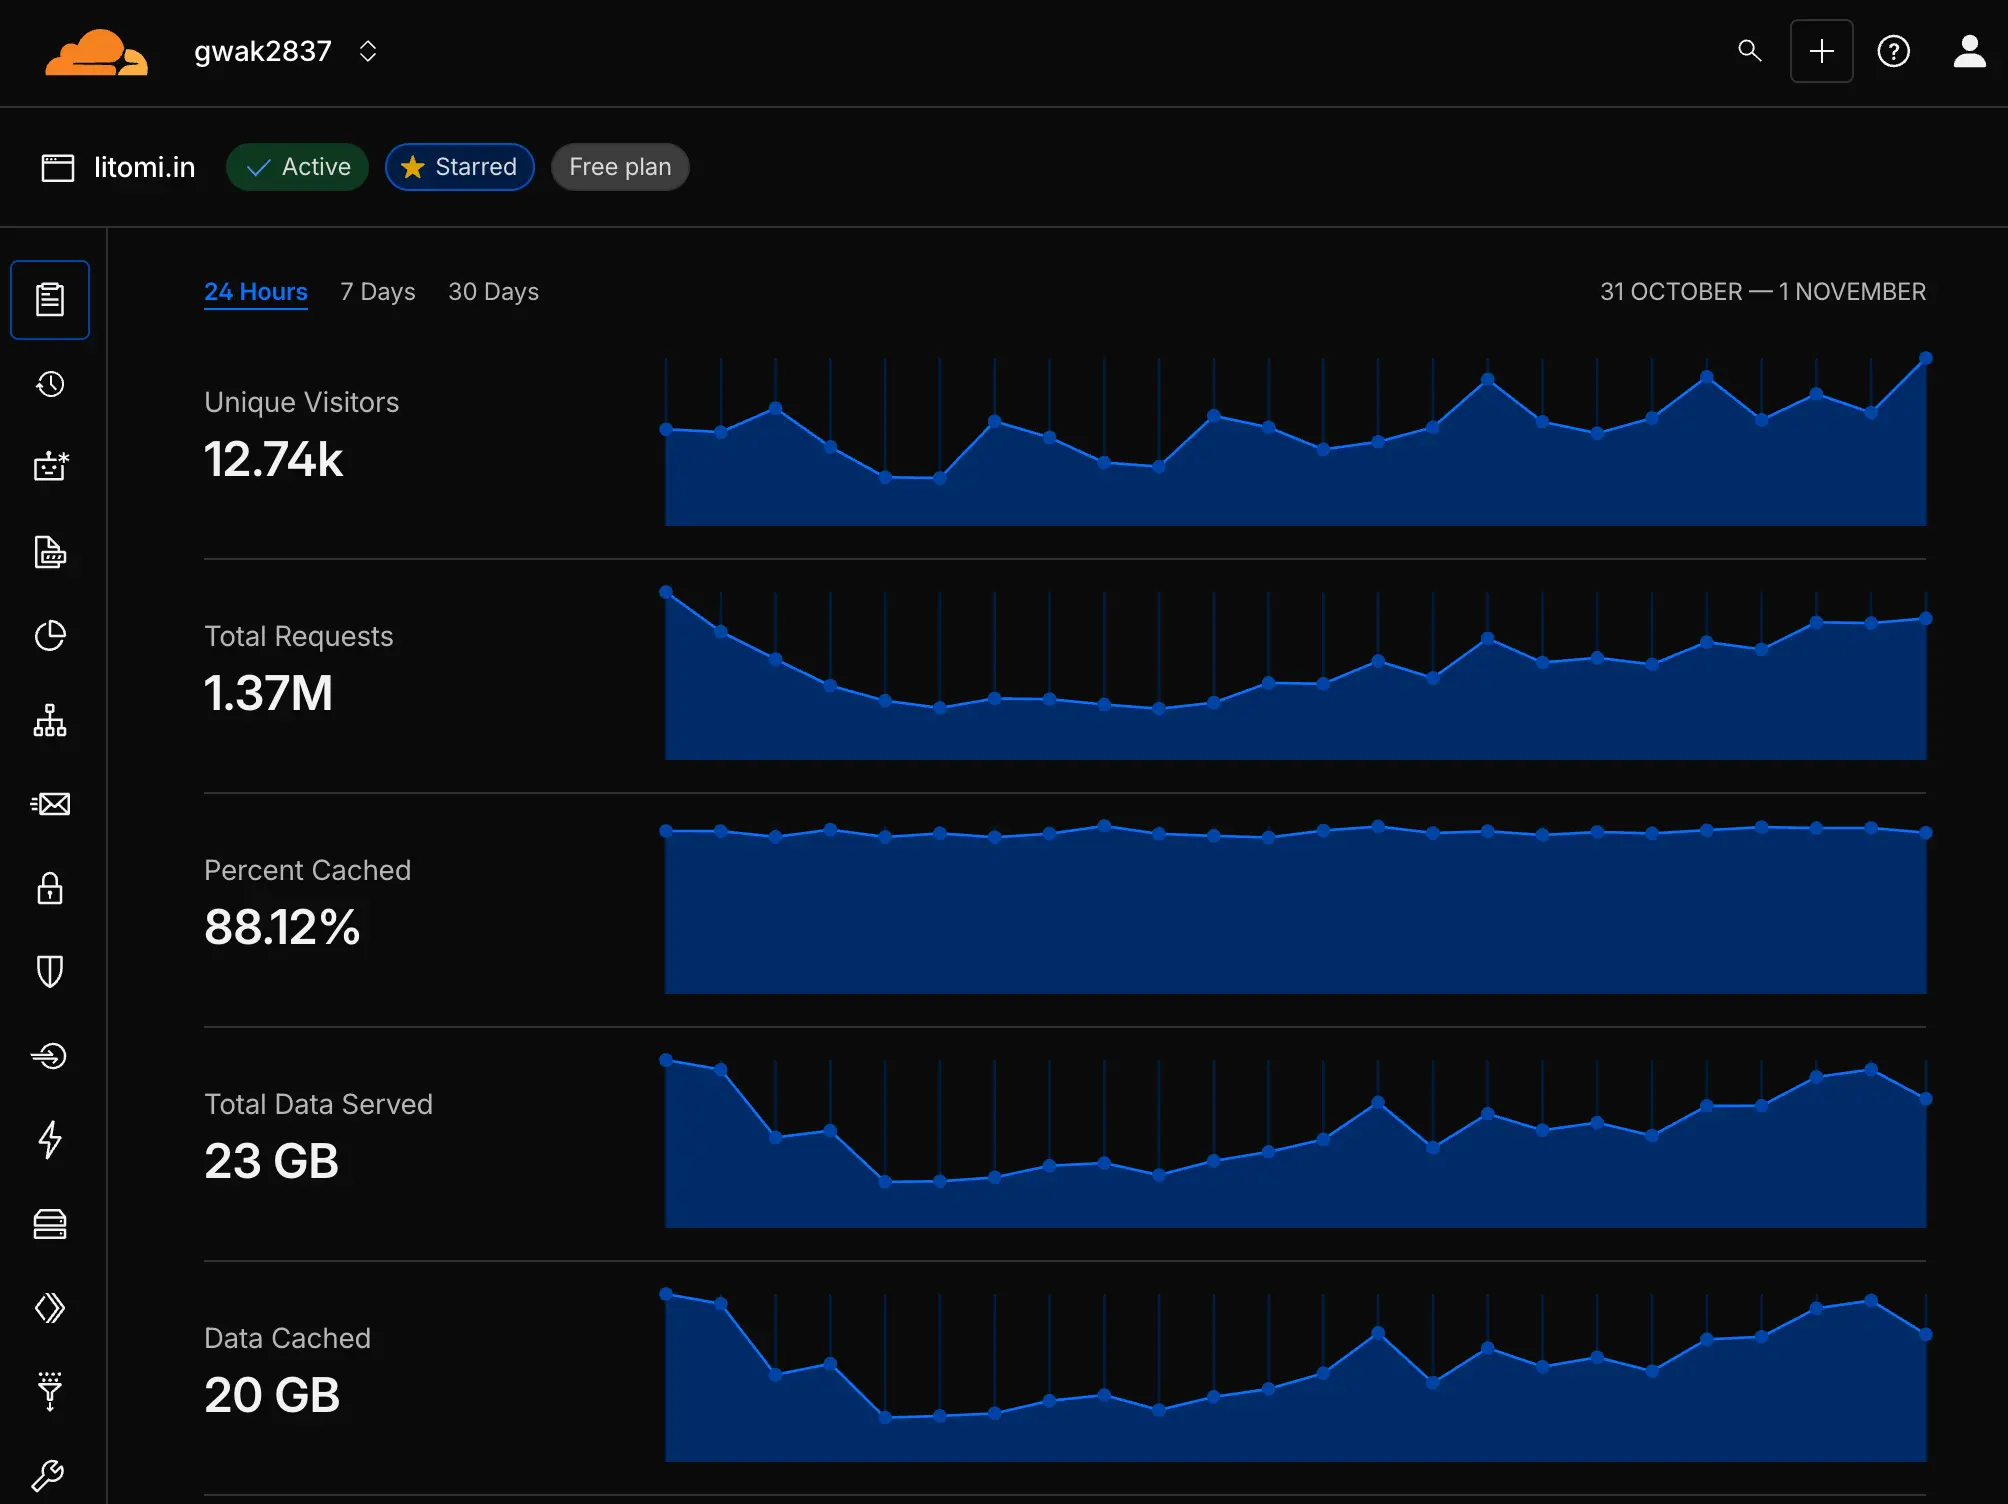 gwak2837
litomi.in
Active
Starred
Free plan
24 Hours
7 Days
30 Days
31 OCTOBER — 1 NOVEMBER
Unique Visitors
12.74k
Total Requests
1.37M
Percent Cached
88.12%
Total Data Served
23 GB
Data Cached
20 GB